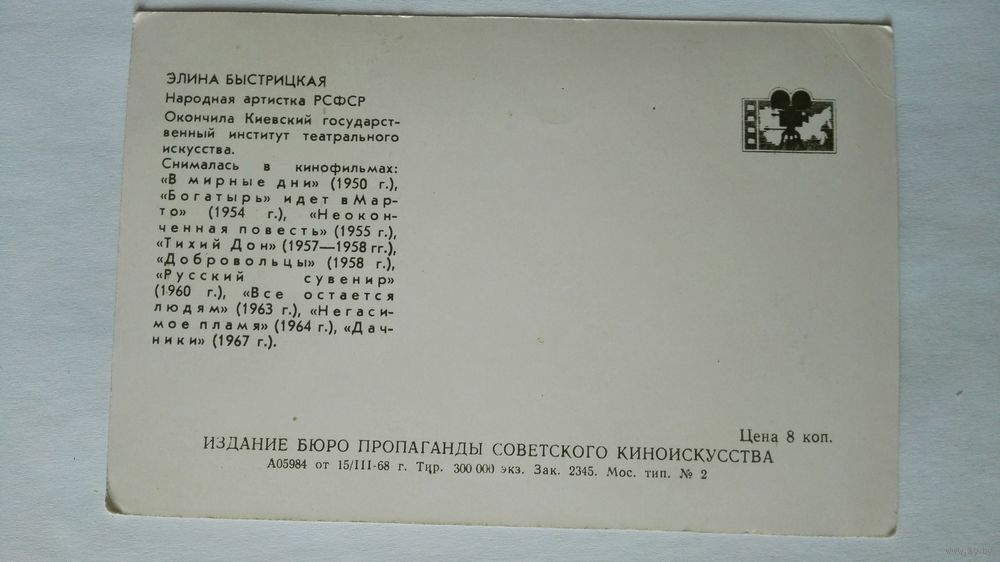 ЭЛИНА БЫСТРИЦКАЯ
Народная артистка РСФСР
Окончила Киевский государст-
венный институт театрального
искусства.
Снималась в кинофильмах:
«В мирные дни» (1950 г.),
«Богатырь» идет в Мар-
то» (1954 г.), «Неокон-
ченная повесть» (1955 г.),
«Тихий Дон» (1957—1958 гг.),
«Добровольцы» (1958 г.),
«Русский сувенир»
(1960 г.), «Все остается
людям» (1963 г.), «Негаси-
мое пламя» (1964 г.), «Дач-
ники» (1967 г.).
Цена 8 коп.
ИЗДАНИЕ БЮРО ПРОПАГАНДЫ СОВЕТСКОГО КИНОИСКУССТВА
А05984 от 15/III-68 г. Тир. 300 000 экз. Зак. 2345. Мос. тип. № 2